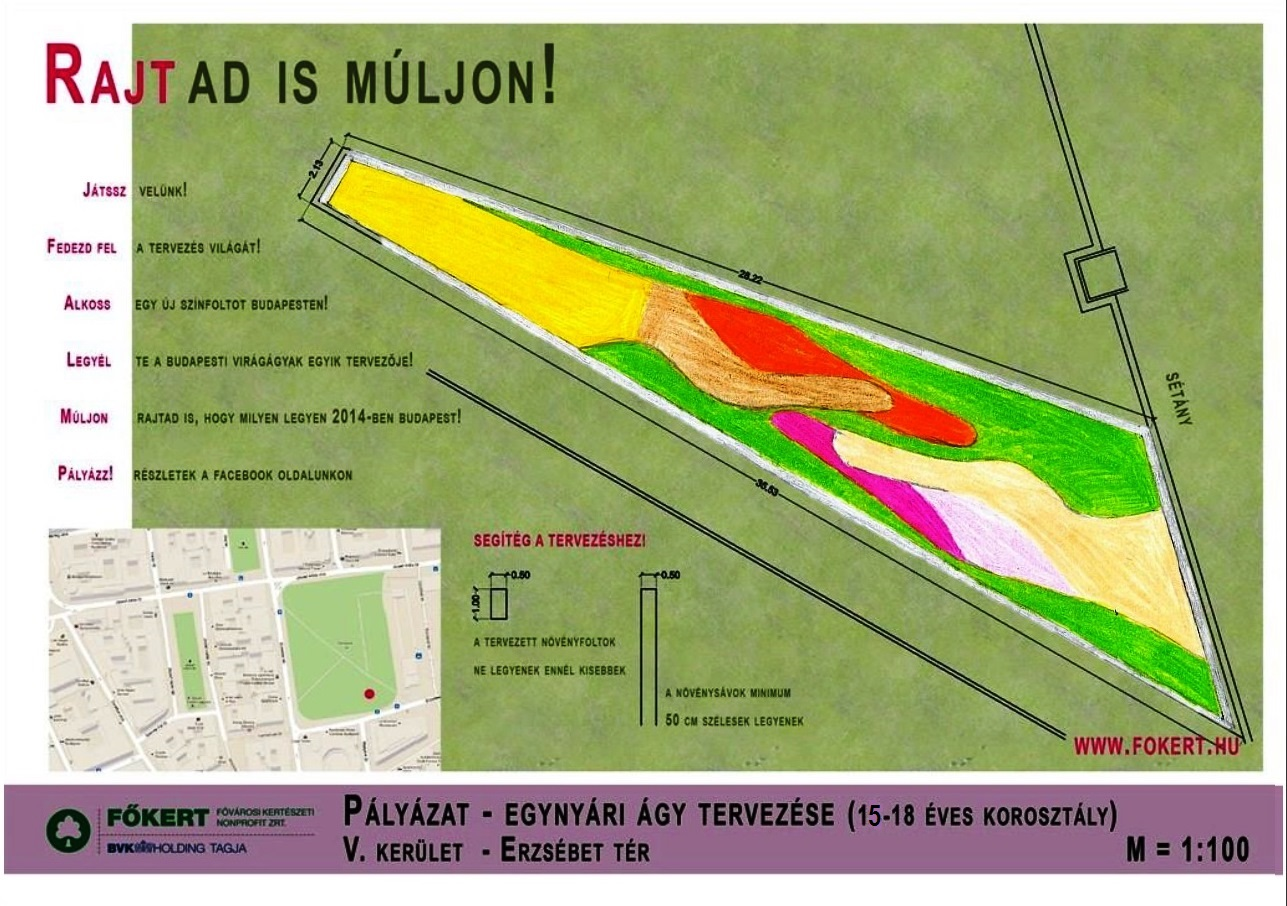 RAJTAD IS MÚLJON!
JÁTSSZ VELÜNK!
FEDEZD FEL A TERVEZÉS VILÁGÁT!
ALKOSS EGY ÚJ SZÍNFOLTOT BUDAPESTEN!
LEGYÉL TE A BUDAPESTI VIRÁGÁGYAK EGYIK TERVEZŐJE!
MÚLJON RAJTAD IS, HOGY MILYEN LEGYEN 2014-BEN BUDAPEST!
PÁLYÁZZ! RÉSZLETEK A FACEBOOK OLDALUNKON
2.13
28.22
35.53
SÉTÁNY
SEGÍTÉG A TERVEZÉSHEZ!
0.50
1.00
A TERVEZETT NÖVÉNYFOLTOK
NE LEGYENEK ENNÉL KISEBBEK
0.50
A NÖVÉNYSÁVOK MINIMUM
50 CM SZÉLESEK LEGYENEK
WWW.FOKERT.HU
FŐKERT FŐVÁROSI KERTÉSZETI
NONPROFIT ZRT.
BVK HOLDING TAGJA
PÁLYÁZAT - EGYNYÁRI ÁGY TERVEZÉSE (15-18 ÉVES KOROSZTÁLY)
V. KERÜLET - ERZSÉBET TÉR
M = 1:100